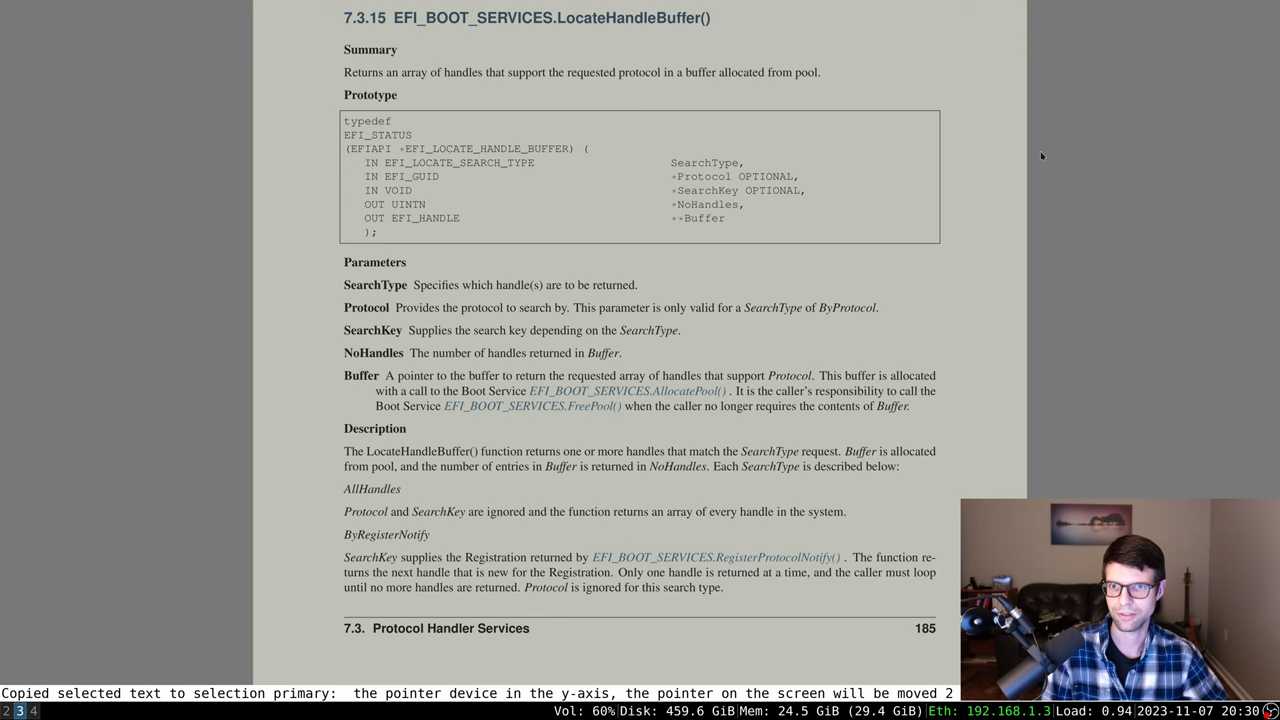 7.3.15 EFI_BOOT_SERVICES.LocateHandleBuffer()
Summary
Returns an array of handles that support the requested protocol in a buffer allocated from pool.
Prototype
typedef
EFI_STATUS
(EFIAPI *EFI_LOCATE_HANDLE_BUFFER) (
IN EFI_LOCATE_SEARCH_TYPE SearchType,
IN EFI_GUID *Protocol OPTIONAL,
IN VOID *SearchKey OPTIONAL,
OUT UINTN *NoHandles,
OUT EFI_HANDLE **Buffer
);
Parameters
SearchType Specifies which handle(s) are to be returned.
Protocol Provides the protocol to search by. This parameter is only valid for a SearchType of ByProtocol.
SearchKey Supplies the search key depending on the SearchType.
NoHandles The number of handles returned in Buffer.
Buffer A pointer to the buffer to return the requested array of handles that support Protocol. This buffer is allocated
with a call to the Boot Service EFI_BOOT_SERVICES.AllocatePool() . It is the caller's responsibility to call the
Boot Service EFI_BOOT_SERVICES.FreePool() when the caller no longer requires the contents of Buffer.
Description
The LocateHandleBuffer() function returns one or more handles that match the SearchType request. Buffer is allocated
from pool, and the number of entries in Buffer is returned in NoHandles. Each SearchType is described below:
AllHandles
Protocol and SearchKey are ignored and the function returns an array of every handle in the system.
ByRegisterNotify
SearchKey supplies the Registration returned by EFI_BOOT_SERVICES.RegisterProtocolNotify() . The function re-
turns the next handle that is new for the Registration. Only one handle is returned at a time, and the caller must loop
until no more handles are returned. Protocol is ignored for this search type.
7.3. Protocol Handler Services 185
Copied selected text to selection primary: the pointer device in the y-axis, the pointer on the screen will be moved 2
2 3 4 Vol: 60% Disk: 459.6 GiB Mem: 24.5 GiB (29.4 GiB) Eth: 192.168.1.3 Load: 0.94 2023-11-07 20:30